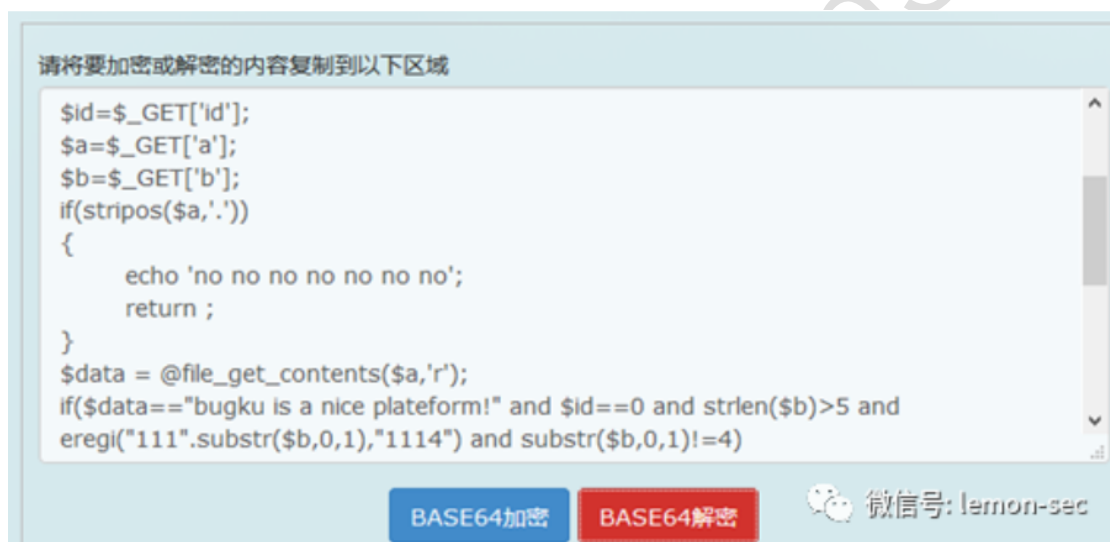 请将要加密或解密的内容复制到以下区域
$id=$_GET['id'];
$a=$_GET['a'];
$b=$_GET['b'];
if(stripos($a,'.'))
{
echo 'no no no no no no no';
return ;
}
$data = @file_get_contents($a,'r');
if($data=="bugku is a nice plateform!" and $id==0 and strlen($b)>5 and
eregi("111".substr($b,0,1),"1114") and substr($b,0,1)!=4)
BASE64加密 BASE64解密
微信号: lemon-sec